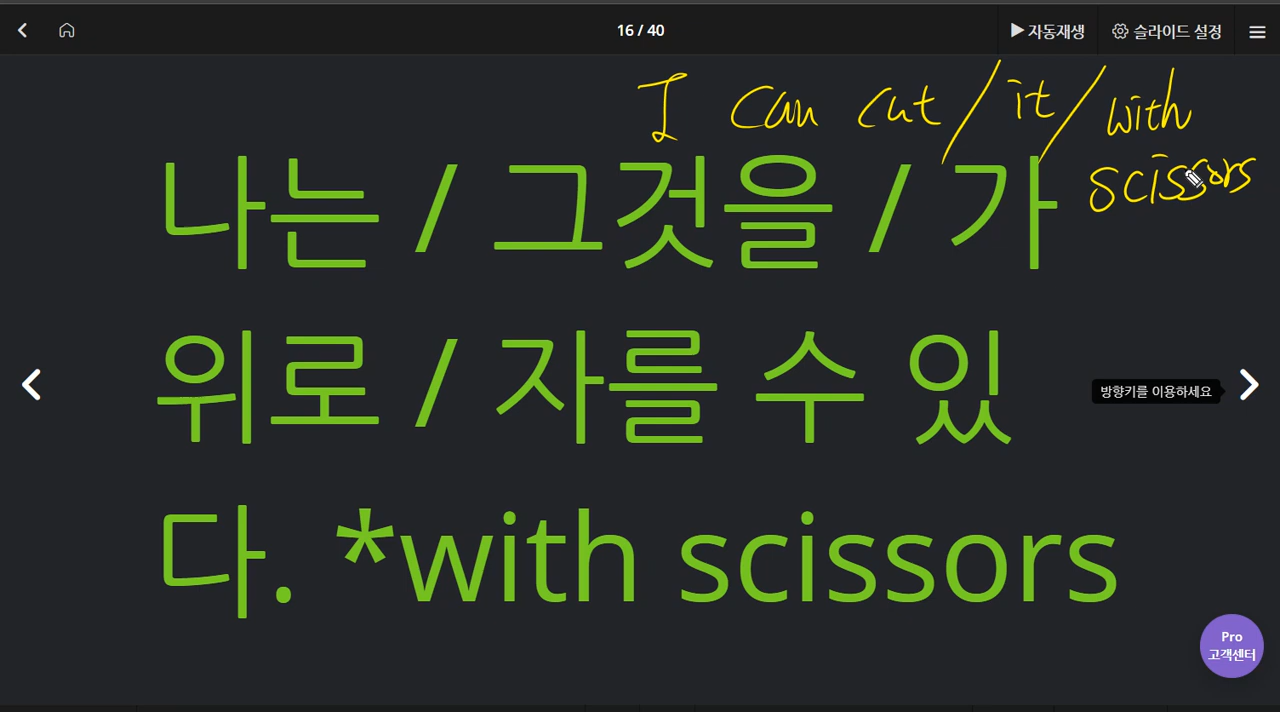 16 / 40
▶ 자동재생
슬라이드 설정
I can cut / it / with
scissors
나는 / 그것을 / 가
위로 / 자를 수 있
다. *with scissors
방향키를 이용하세요
Pro
고객센터